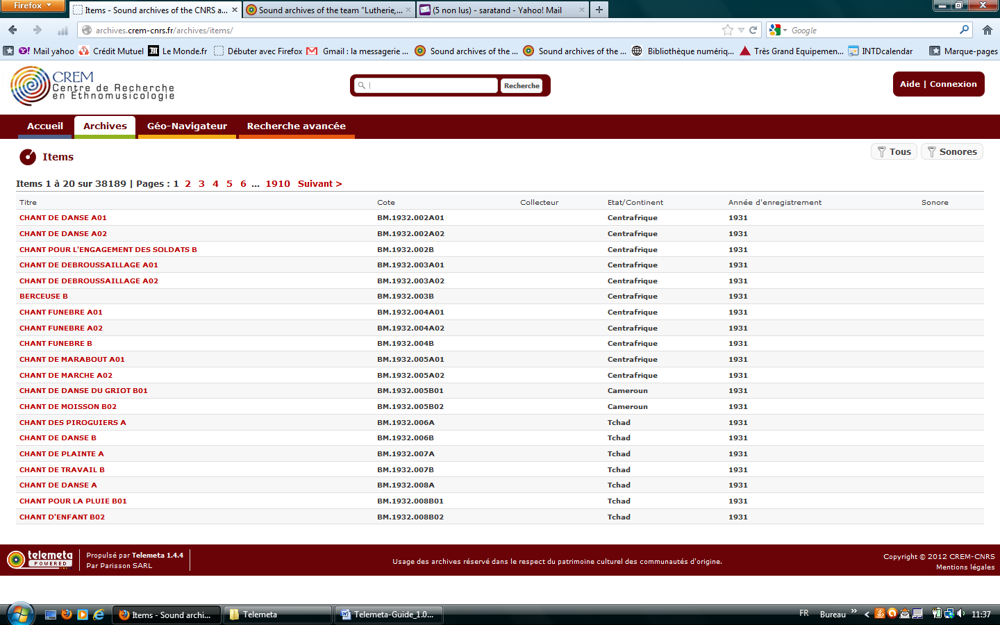 Firefox
Items - Sound archives of the CNRS a...
Sound archives of the team "Lutherie,...
(5 non lus) - saratand - Yahoo! Mail
archives.crem-cnrs.fr/archives/items/
Google
Mail yahoo
Crédit Mutuel
Le Monde.fr
Débuter avec Firefox
Gmail : la messagerie ...
Sound archives of the ...
Sound archives of the ...
Bibliothèque numériq...
Très Grand Equipemen...
INTDcalendar
Marque-pages
CREM
Centre de Recherche
en Ethnomusicologie
Recherche
Aide | Connexion
Accueil Archives Géo-Navigateur Recherche avancée
Items
Tous Sonores
Items 1 à 20 sur 38189 | Pages : 1 2 3 4 5 6 ... 1910 Suivant >
Titre Cote Collecteur Etat/Continent Année d'enregistrement Sonore
CHANT DE DANSE A01 BM.1932.002A01 Centrafrique 1931
CHANT DE DANSE A02 BM.1932.002A02 Centrafrique 1931
CHANT POUR L'ENGAGEMENT DES SOLDATS B BM.1932.002B Centrafrique 1931
CHANT DE DEBROUSSAILLAGE A01 BM.1932.003A01 Centrafrique 1931
CHANT DE DEBROUSSAILLAGE A02 BM.1932.003A02 Centrafrique 1931
BERCEUSE B BM.1932.003B Centrafrique 1931
CHANT FUNEBRE A01 BM.1932.004A01 Centrafrique 1931
CHANT FUNEBRE A02 BM.1932.004A02 Centrafrique 1931
CHANT FUNEBRE B BM.1932.004B Centrafrique 1931
CHANT DE MARABOUT A01 BM.1932.005A01 Centrafrique 1931
CHANT DE MARCHE A02 BM.1932.005A02 Centrafrique 1931
CHANT DE DANSE DU GRIOT B01 BM.1932.005B01 Cameroun 1931
CHANT DE MOISSON B02 BM.1932.005B02 Cameroun 1931
CHANT DES PIROGUIERS A BM.1932.006A Tchad 1931
CHANT DE DANSE B BM.1932.006B Tchad 1931
CHANT DE PLAINTE A BM.1932.007A Tchad 1931
CHANT DE TRAVAIL B BM.1932.007B Tchad 1931
CHANT DE DANSE A BM.1932.008A Tchad 1931
CHANT POUR LA PLUIE B01 BM.1932.008B01 Tchad 1931
CHANT D'ENFANT B02 BM.1932.008B02 Tchad 1931
telemeta
POWERED
Propulsé par Telemeta 1.4.4
Par Parisson SARL
Usage des archives réservé dans le respect du patrimoine culturel des communautés d'origine.
Copyright © 2012 CREM-CNRS
Mentions légales
Items - Sound archi...
Telemeta
Telemeta-Guide_1.0...
FR
Bureau
11:37